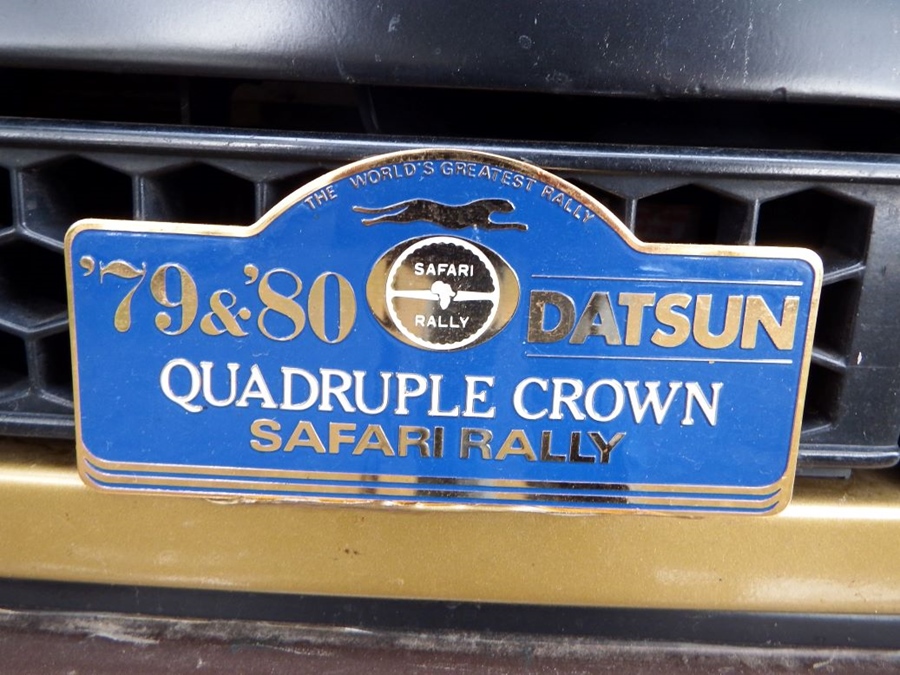 THE WORLD'S GREATEST RALLY
'79&'80
SAFARI
RALLY
DATSUN
QUADRUPLE CROWN
SAFARI RALLY